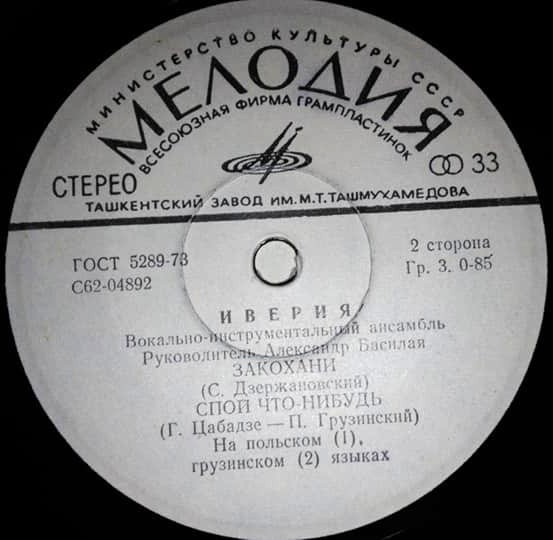 МИНИСТЕРСТВО КУЛЬТУРЫ СССР
МЕЛОДИЯ
ВСЕСОЮЗНАЯ ФИРМА ГРАМПЛАСТИНОК
СТЕРЕО
33
ТАШКЕНТСКИЙ ЗАВОД ИМ. М. Т. ТАШМУХАМЕДОВА
ГОСТ 5289-73
С62-04892
2 сторона
Гр. 3. 0-85
ИВЕРИЯ
Вокально-инструментальный ансамбль
Руководитель Александр Басилая
ЗАКОХАНИ
(С. Дзержановский)
СПОЙ ЧТО-НИБУДЬ
(Г. Цабадзе — П. Грузинский)
На польском (1),
грузинском (2) языках